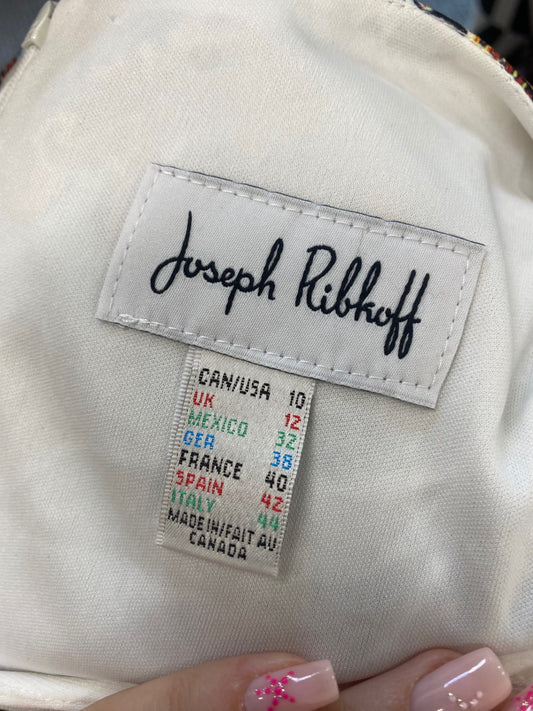 Joseph Ribkoff
CAN/USA 10
UK 12
MEXICO 32
GER 38
FRANCE 40
SPAIN 42
ITALY 44
MADE IN/FAIT AU
CANADA